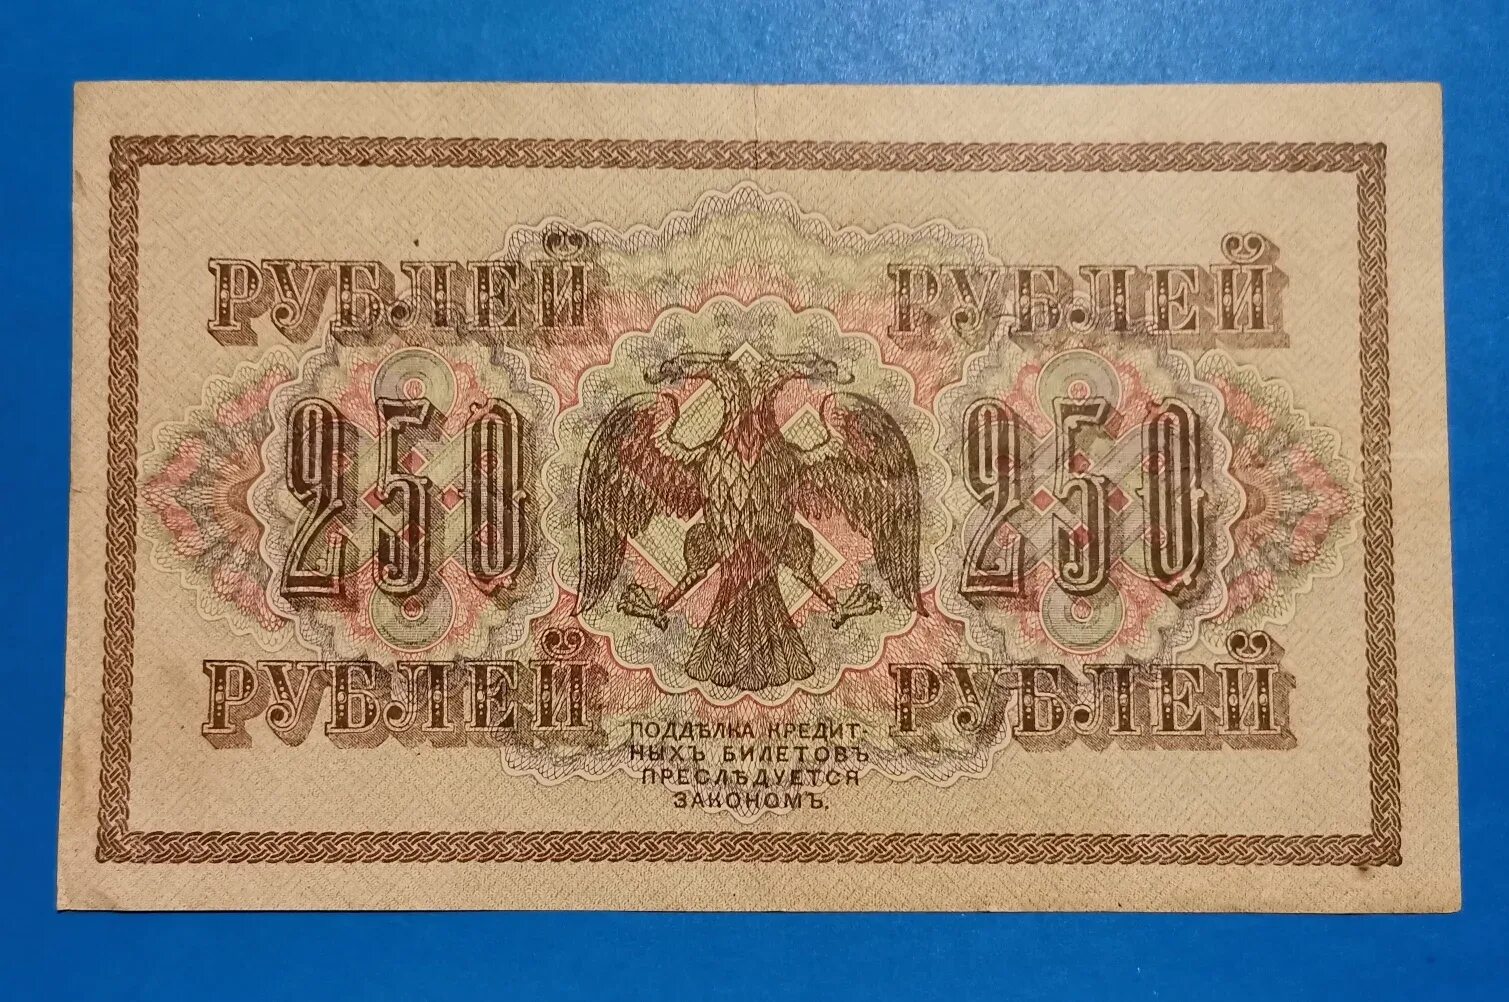 РУБЛЕЙ РУБЛЕЙ
250 250
РУБЛЕЙ РУБЛЕЙ
ПОДДѢЛКА КРЕДИТ-
НЫХЪ БИЛЕТОВЪ
ПРЕСЛѢДУЕТСЯ
ЗАКОНОМЪ.